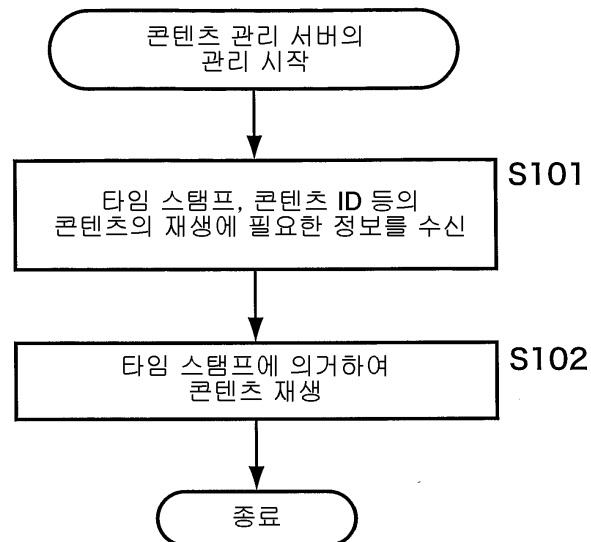 콘텐츠 관리 서버의
관리 시작
S101
타임 스탬프, 콘텐츠 ID 등의
콘텐츠의 재생에 필요한 정보를 수신
S102
타임 스탬프에 의거하여
콘텐츠 재생
종료